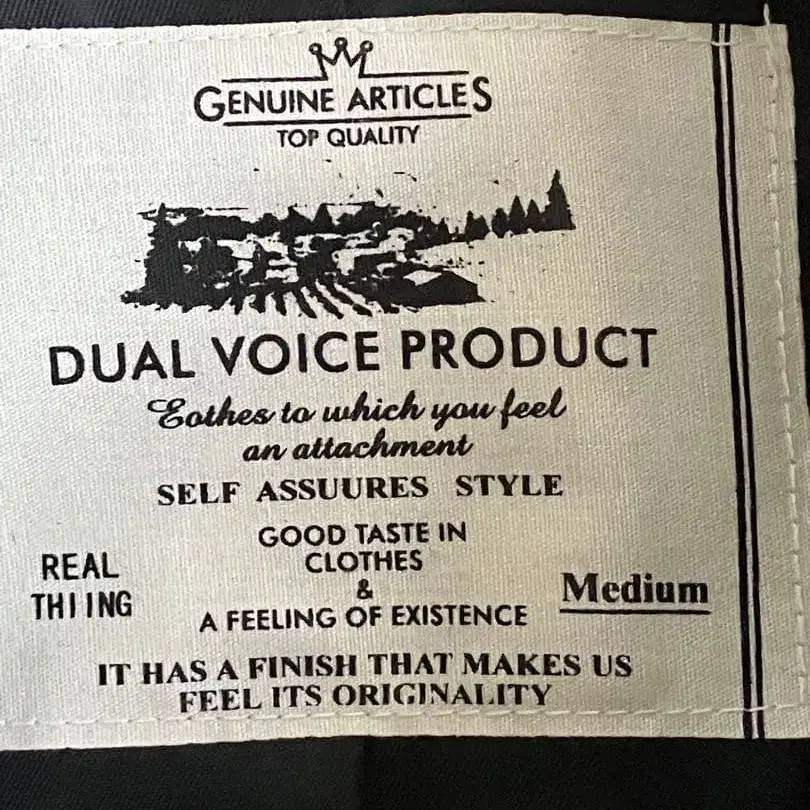 GENUINE ARTICLES
TOP QUALITY
DUAL VOICE PRODUCT
Eothes to which you feel
an attachment
SELF ASSUURES STYLE
GOOD TASTE IN
CLOTHES
&
A FEELING OF EXISTENCE
REAL
THIING
Medium
IT HAS A FINISH THAT MAKES US
FEEL ITS ORIGINALITY